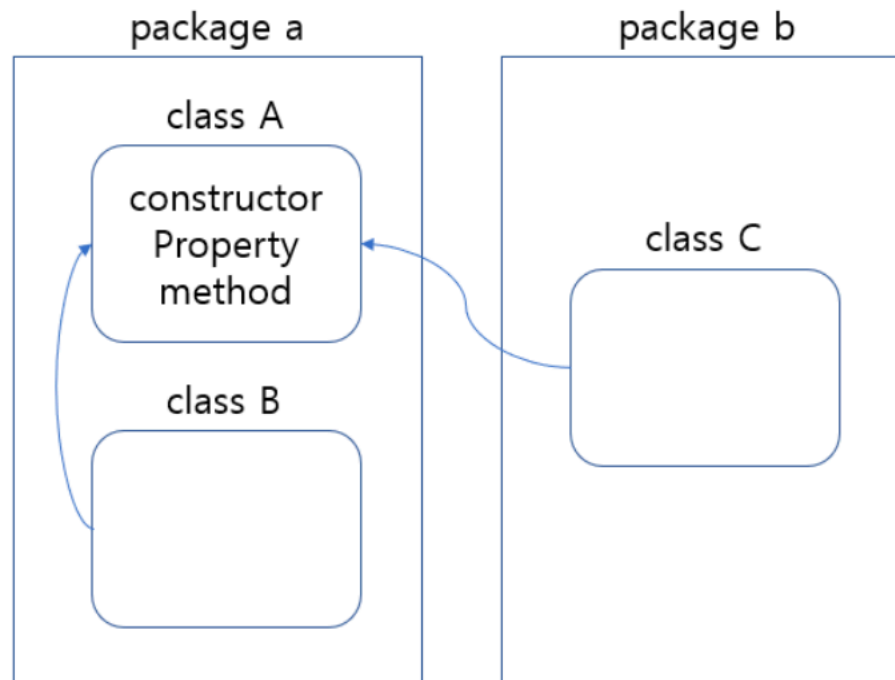 package a
package b
class A
constructor
Property
method
class C
class B